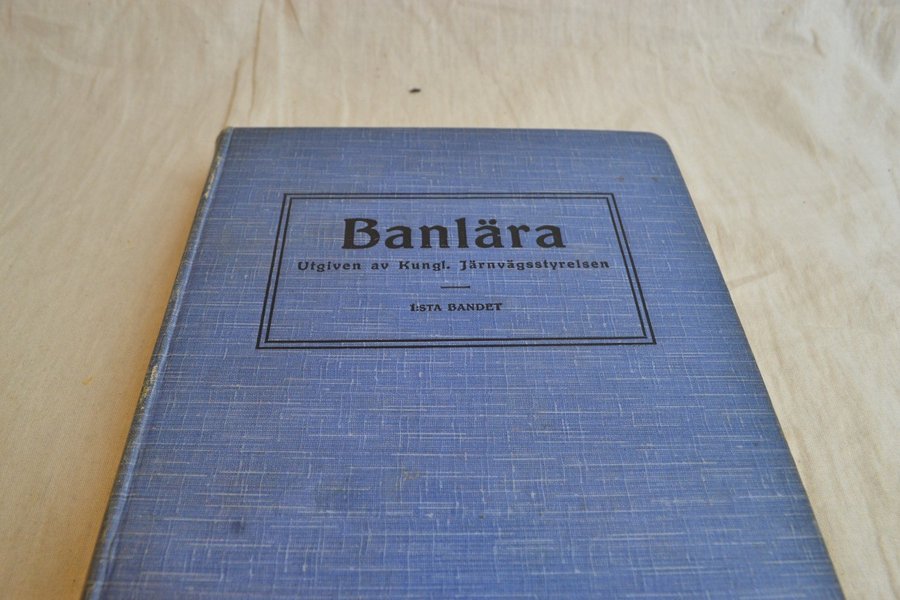 Banlära
Utgiven av Kungl. Järnvägsstyrelsen
1:STA BANDET